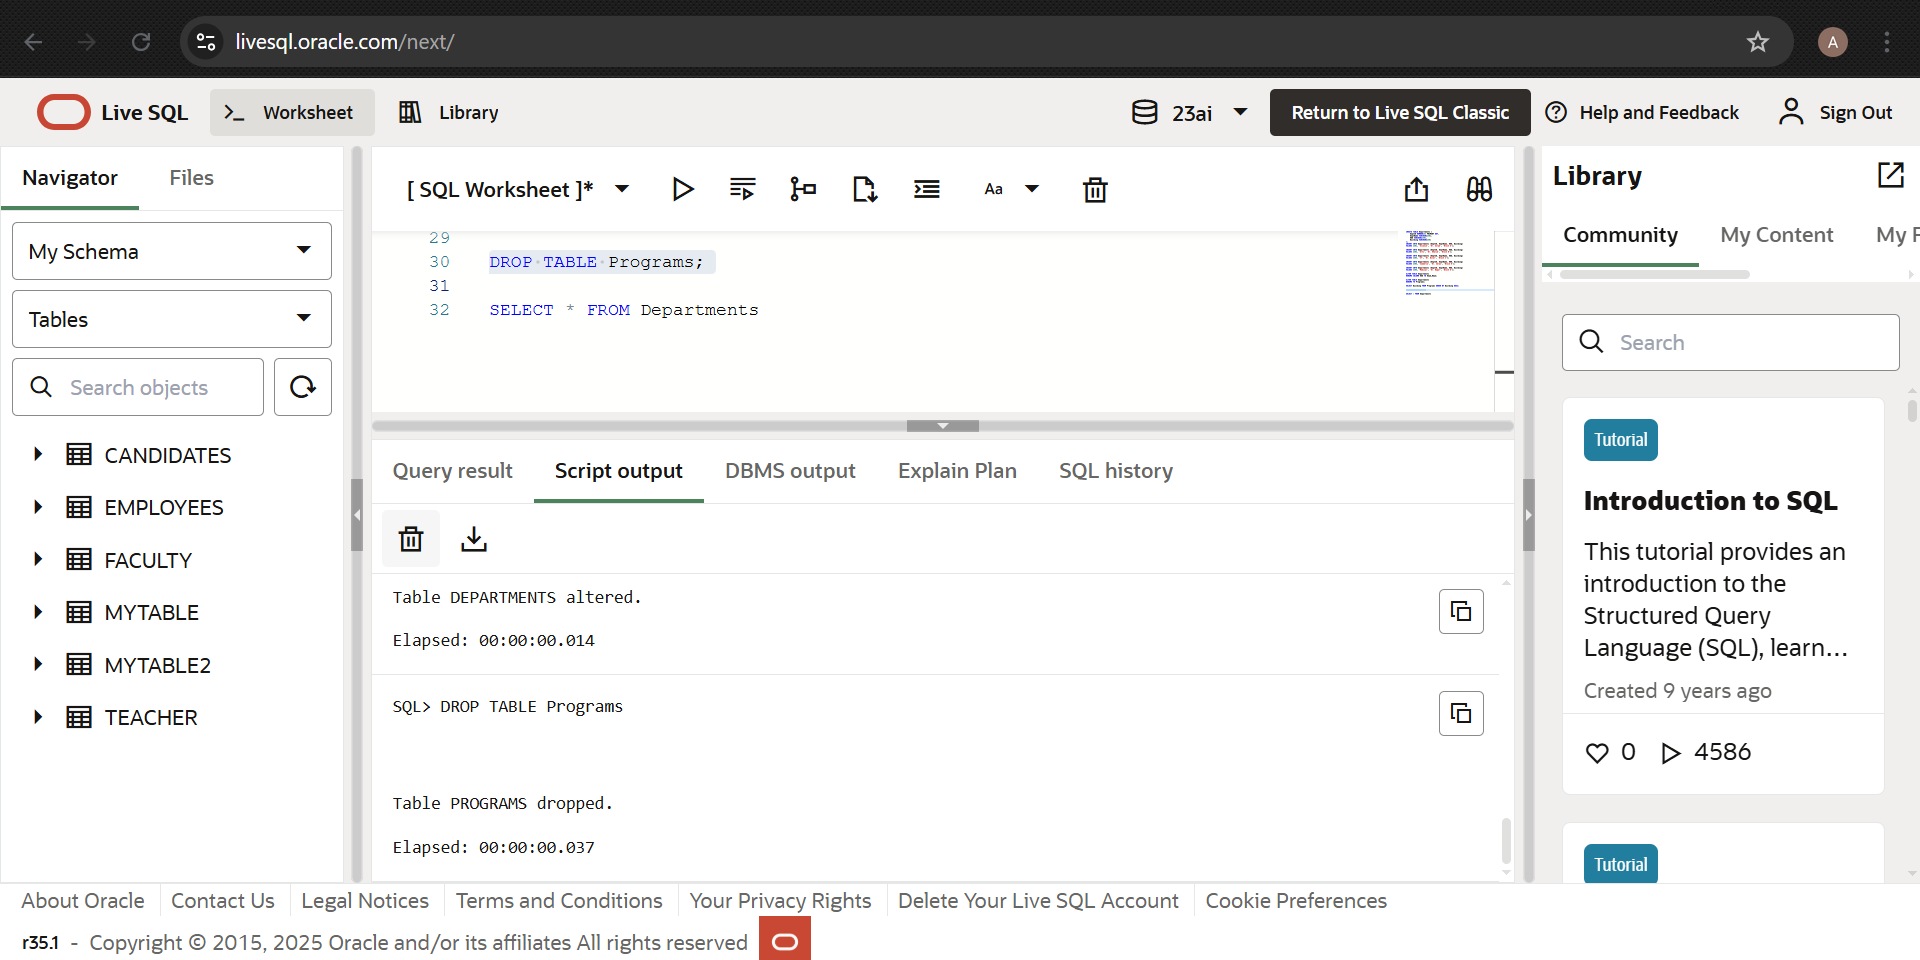 livesql.oracle.com/next/
A
Live SQL
Worksheet
Library
23ai
Return to Live SQL Classic
Help and Feedback
Sign Out
Navigator
Files
My Schema
Tables
Search objects
CANDIDATES
EMPLOYEES
FACULTY
MYTABLE
MYTABLE2
TEACHER
[ SQL Worksheet ]*
Aa
29
30 DROP TABLE Programs;
31
32 SELECT * FROM Departments
Query result
Script output
DBMS output
Explain Plan
SQL history
Table DEPARTMENTS altered.
Elapsed: 00:00:00.014
SQL> DROP TABLE Programs
Table PROGRAMS dropped.
Elapsed: 00:00:00.037
Library
Community
My Content
My F
Search
Tutorial
Introduction to SQL
This tutorial provides an
introduction to the
Structured Query
Language (SQL), learn...
Created 9 years ago
0
4586
Tutorial
About Oracle
Contact Us
Legal Notices
Terms and Conditions
Your Privacy Rights
Delete Your Live SQL Account
Cookie Preferences
r35.1 - Copyright © 2015, 2025 Oracle and/or its affiliates All rights reserved